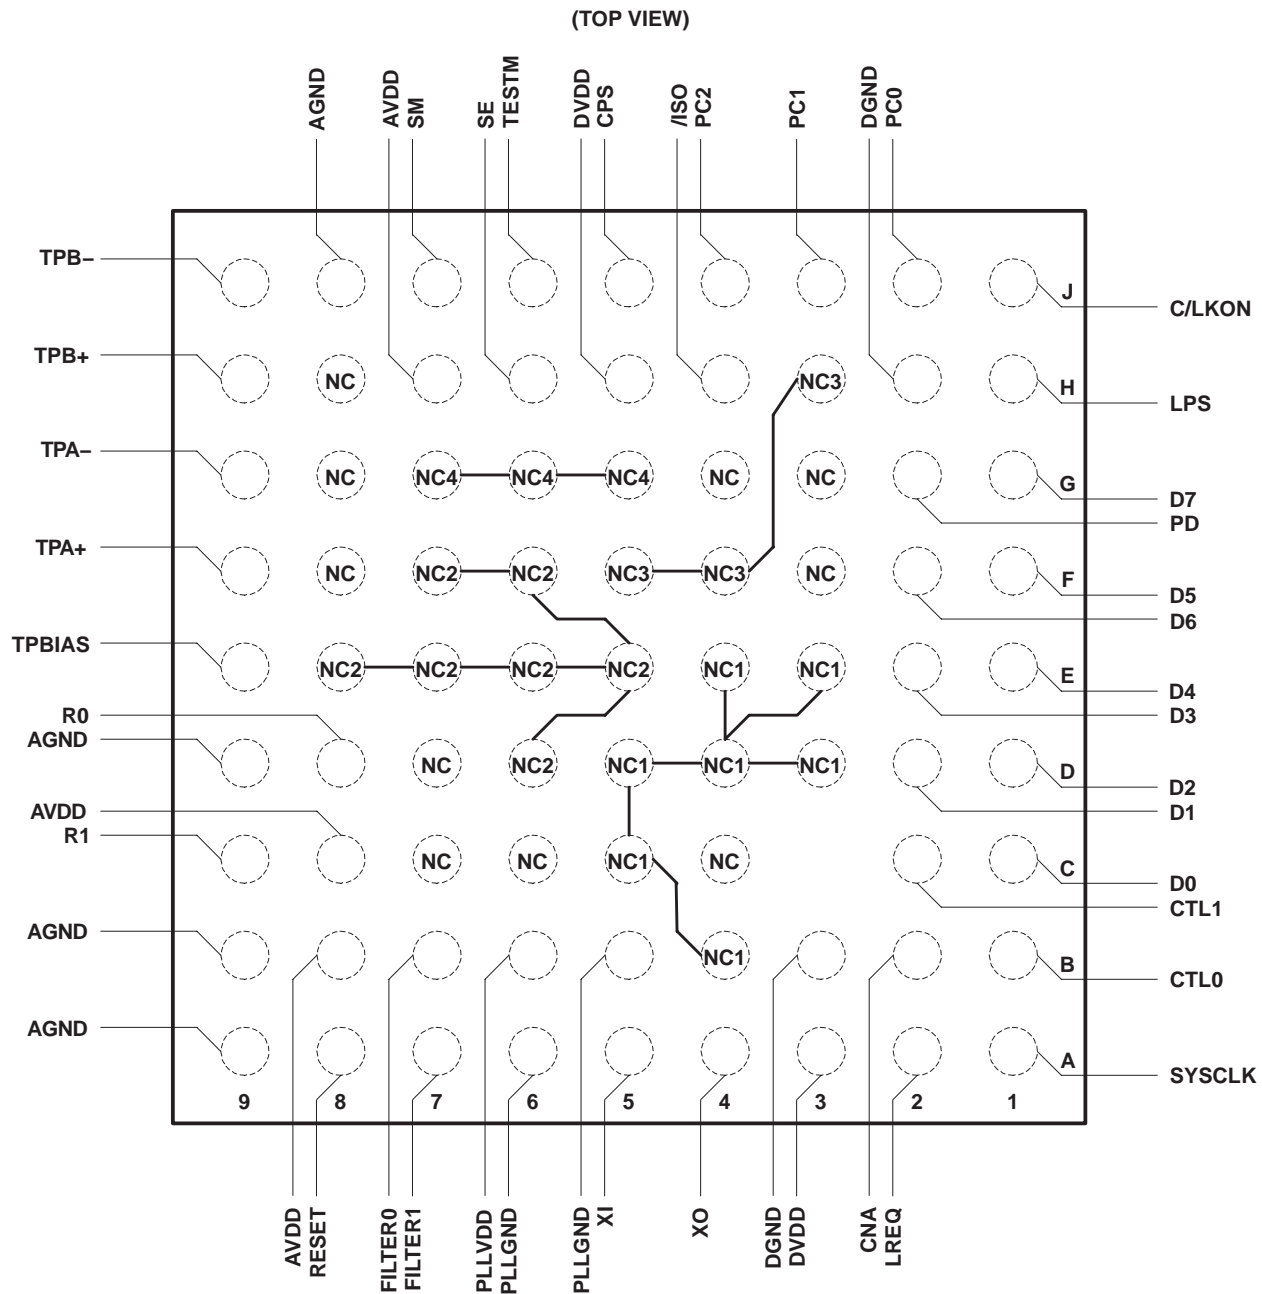 (TOP VIEW)
AGND
AVDD
SM
SE
TESTM
DVDD
CPS
/ISO
PC2
PC1
DGND
PC0
TPB–
J
C/LKON
TPB+
NC
NC3
H
LPS
TPA–
NC
NC4
NC4
NC4
NC
NC
G
D7
PD
TPA+
NC
NC2
NC2
NC3
NC3
NC
F
D5
D6
TPBIAS
NC2
NC2
NC2
NC2
NC1
NC1
E
D4
D3
R0
AGND
NC
NC2
NC1
NC1
NC1
D
D2
D1
AVDD
R1
NC
NC
NC1
NC
C
D0
CTL1
AGND
NC1
B
CTL0
AGND
A
SYSCLK
9 8 7 6 5 4 3 2 1
AVDD
RESET
FILTER0
FILTER1
PLLVDD
PLLGND
PLLGND
XI
XO
DGND
DVDD
CNA
LREQ